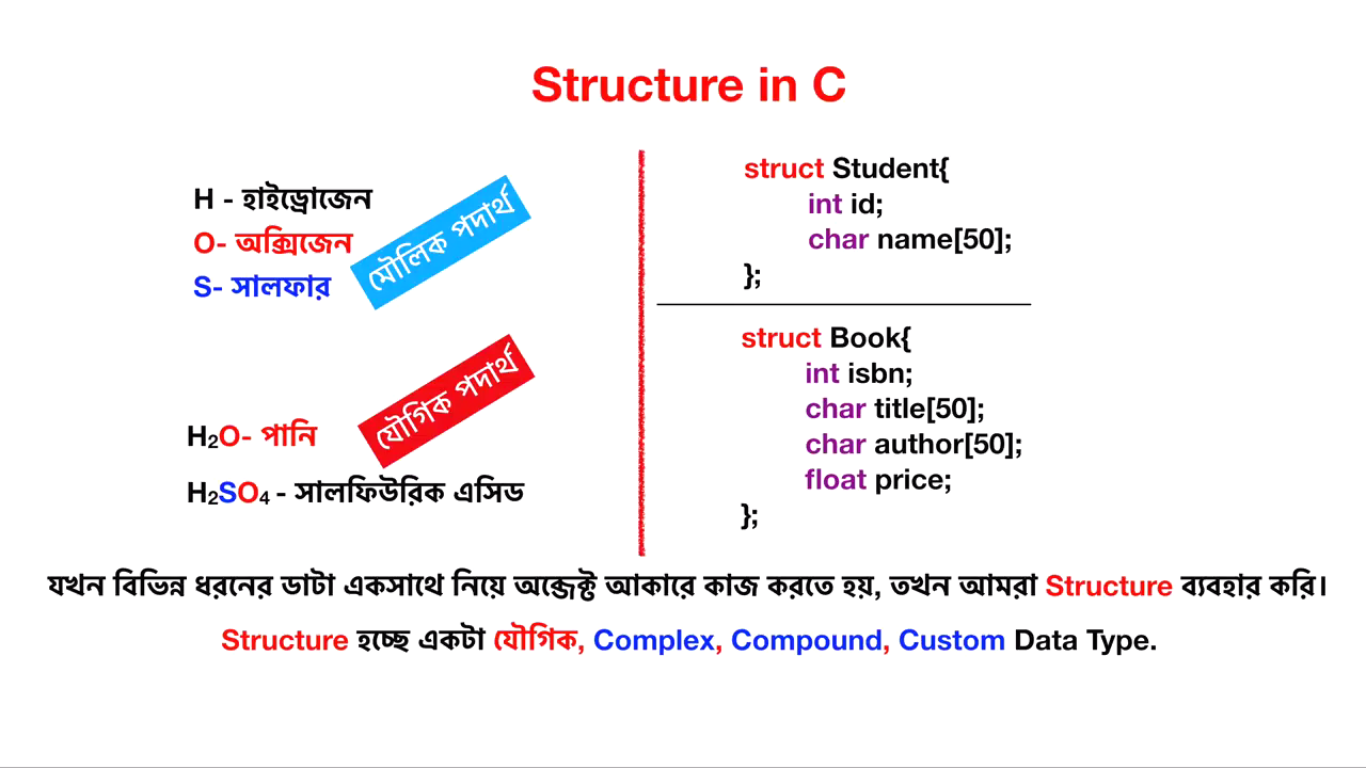 Structure in C
H - হাইড্রোজেন
O- অক্সিজেন
S- সালফার
মৌলিক পদার্থ
যৌগিক পদার্থ
H₂O- পানি
H₂SO₄ - সালফিউরিক এসিড
struct Student{
int id;
char name[50];
};
struct Book{
int isbn;
char title[50];
char author[50];
float price;
};
যখন বিভিন্ন ধরনের ডাটা একসাথে নিয়ে অব্জেক্ট আকারে কাজ করতে হয়, তখন আমরা Structure ব্যবহার করি।
Structure হচ্ছে একটা যৌগিক, Complex, Compound, Custom Data Type.